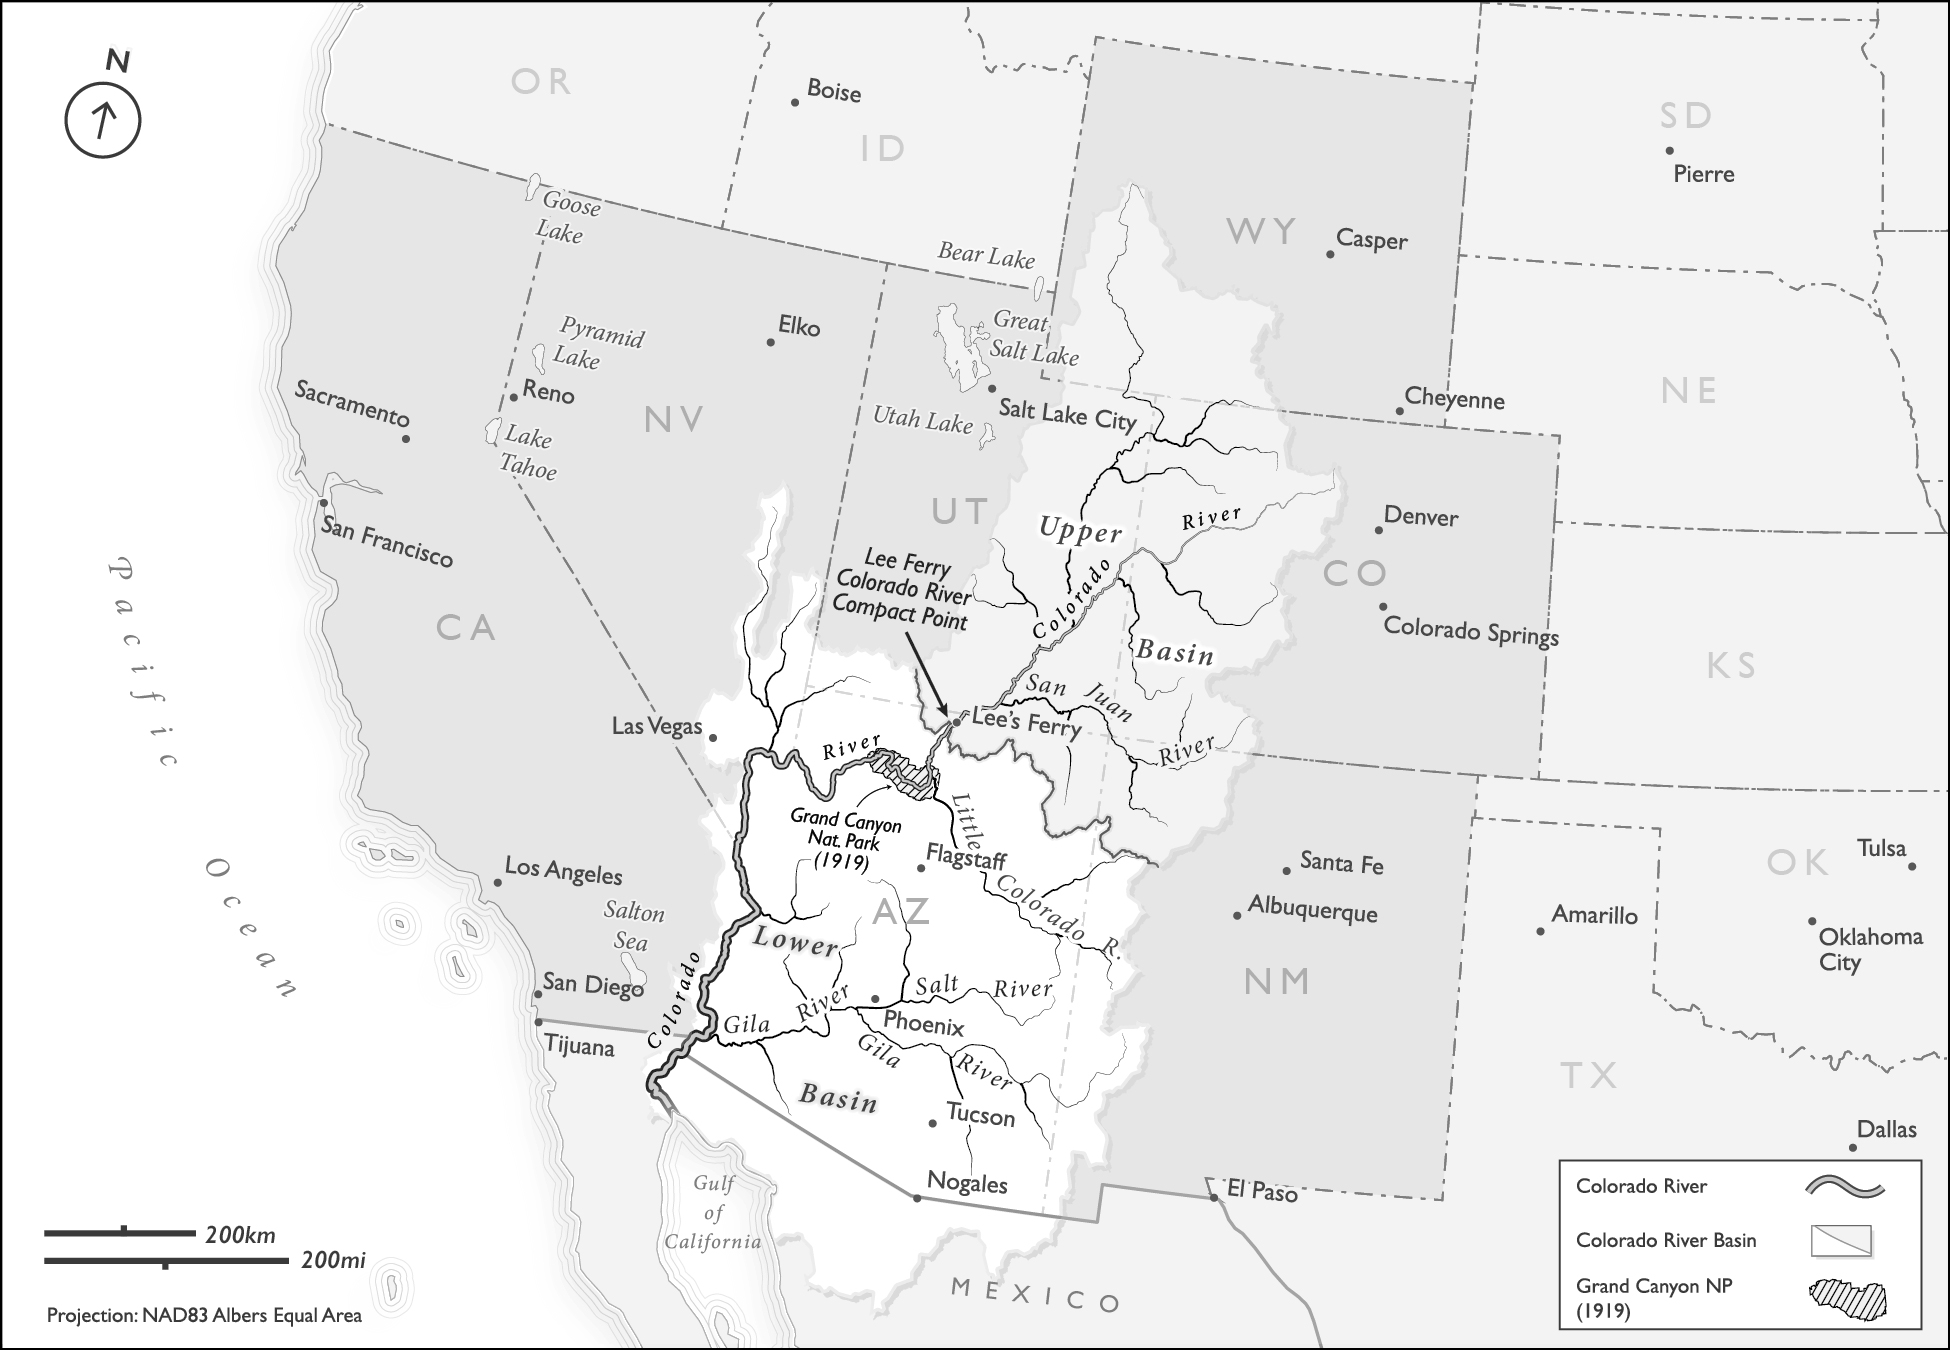 N
OR
Boise
ID
SD
Pierre
WY
Casper
Goose
Lake
Bear Lake
Pyramid
Lake
Elko
Great
Salt Lake
Reno
NV
Sacramento
Lake
Tahoe
Utah Lake
Salt Lake City
Cheyenne
NE
San Francisco
UT
Upper
River
Denver
CO
Lee Ferry
Colorado River
Compact Point
Colorado
Colorado Springs
Basin
CA
Pacific
KS
San Juan
River
Las Vegas
Lee's Ferry
River
Grand Canyon
Nat. Park
(1919)
Little
Colorado R.
Flagstaff
Ocean
Los Angeles
Salton
Sea
AZ
Lower
Santa Fe
Albuquerque
Amarillo
OK
Tulsa
Oklahoma
City
San Diego
Colorado
Gila
River
Salt
River
NM
Tijuana
Phoenix
Gila
River
TX
Basin
Tucson
Dallas
Nogales
El Paso
Gulf
of
California
MEXICO
200km
200mi
Projection: NAD83 Albers Equal Area
Colorado River
Colorado River Basin
Grand Canyon NP
(1919)